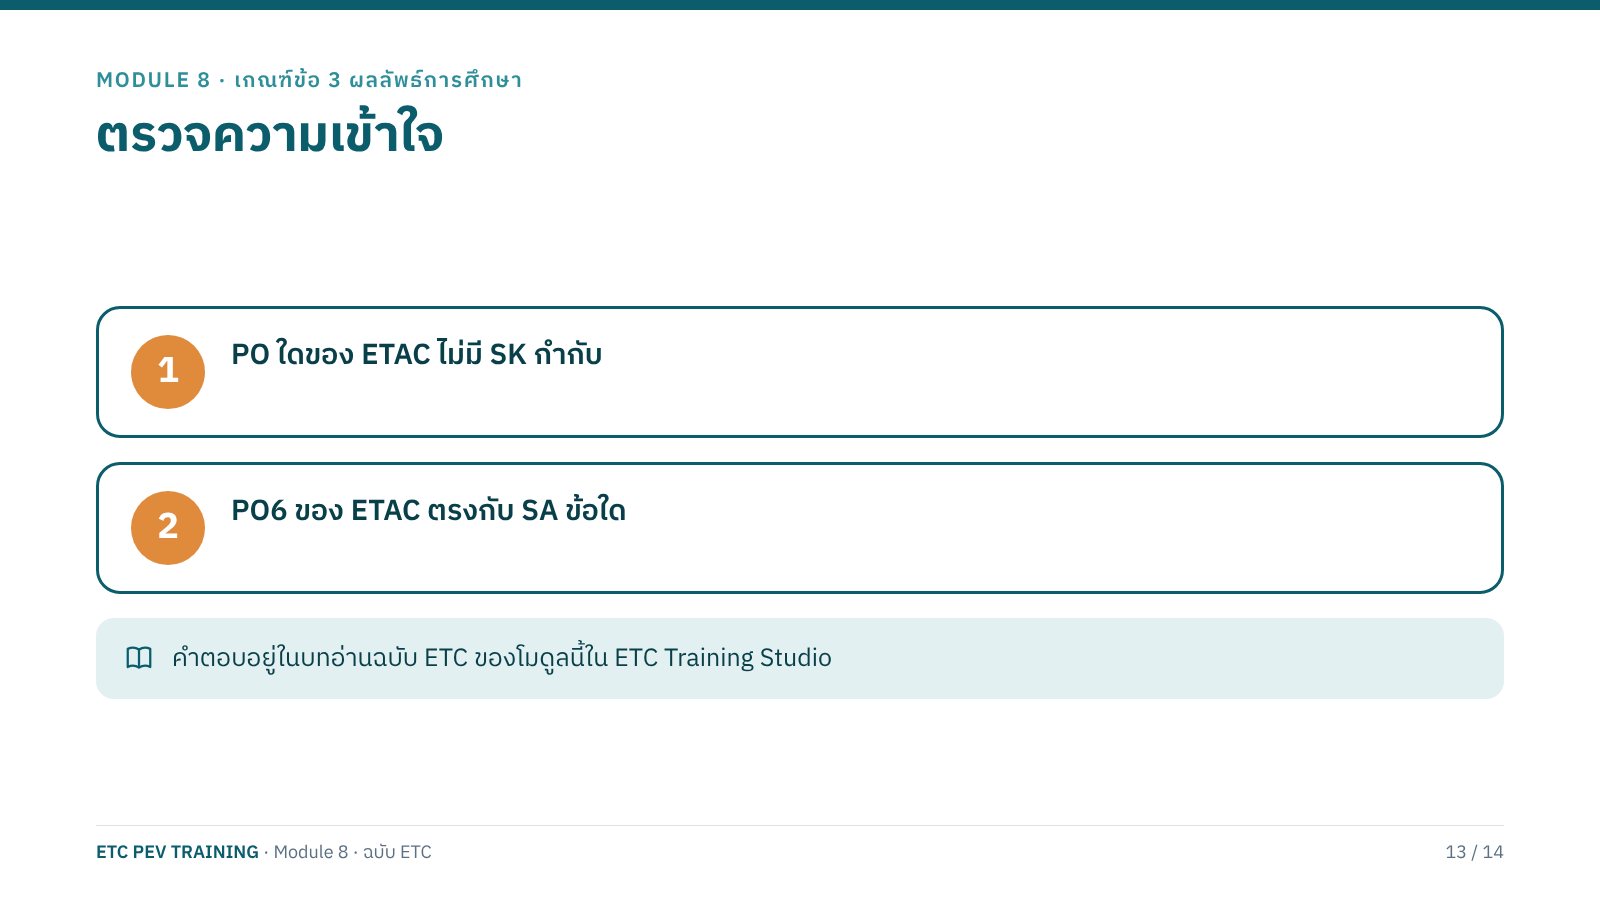 MODULE 8 · เกณฑ์ข้อ 3 ผลลัพธ์การศึกษา
ตรวจความเข้าใจ
1
PO ใดของ ETAC ไม่มี SK กำกับ
2
PO6 ของ ETAC ตรงกับ SA ข้อใด
คำตอบอยู่ในบทอ่านฉบับ ETC ของโมดูลนี้ใน ETC Training Studio
ETC PEV TRAINING · Module 8 · ฉบับ ETC
13 / 14